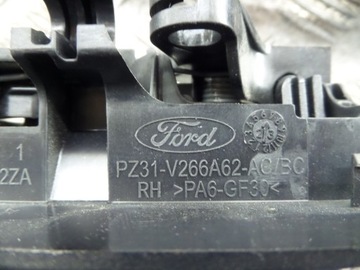 Ford
1
2ZA
PZ31-V266A62-AC/BC
RH >PA6-GF30<